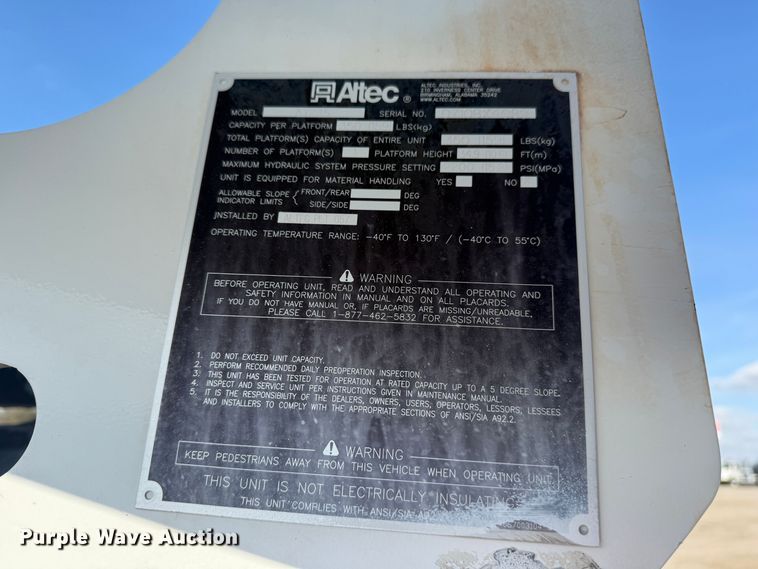 Altec®
ALTEC INDUSTRIES, INC.
210 INVERNESS CENTER DRIVE
BIRMINGHAM, ALABAMA 35242
WWW.ALTEC.COM
MODEL SERIAL NO.
CAPACITY PER PLATFORM LBS(kg)
TOTAL PLATFORM(S) CAPACITY OF ENTIRE UNIT LBS(kg)
NUMBER OF PLATFORM(S) PLATFORM HEIGHT FT(m)
MAXIMUM HYDRAULIC SYSTEM PRESSURE SETTING PSI(MPa)
UNIT IS EQUIPPED FOR MATERIAL HANDLING YES NO
ALLOWABLE SLOPE FRONT/REAR DEG
INDICATOR LIMITS SIDE/SIDE DEG
INSTALLED BY
OPERATING TEMPERATURE RANGE: -40°F TO 130°F / (-40°C TO 55°C)
WARNING
BEFORE OPERATING UNIT, READ AND UNDERSTAND ALL OPERATING AND
SAFETY INFORMATION IN MANUAL AND ON ALL PLACARDS.
IF YOU DO NOT HAVE MANUAL OR, IF PLACARDS ARE MISSING/UNREADABLE,
PLEASE CALL 1-877-462-5832 FOR ASSISTANCE.
1. DO NOT EXCEED UNIT CAPACITY.
2. PERFORM RECOMMENDED DAILY PREOPERATION INSPECTION.
3. THIS UNIT HAS BEEN TESTED FOR OPERATION AT RATED CAPACITY UP TO A 5 DEGREE SLOPE.
4. INSPECT AND SERVICE UNIT PER INSTRUCTIONS GIVEN IN MAINTENANCE MANUAL.
5. IT IS THE RESPONSIBILITY OF THE DEALERS, OWNERS, USERS, OPERATORS, LESSORS, LESSEES
AND INSTALLERS TO COMPLY WITH THE APPROPRIATE SECTIONS OF ANSI/SIA A92.2.
WARNING
KEEP PEDESTRIANS AWAY FROM THIS VEHICLE WHEN OPERATING UNIT
THIS UNIT IS NOT ELECTRICALLY INSULATING
THIS UNIT COMPLIES WITH ANSI/SIA
Purple Wave Auction